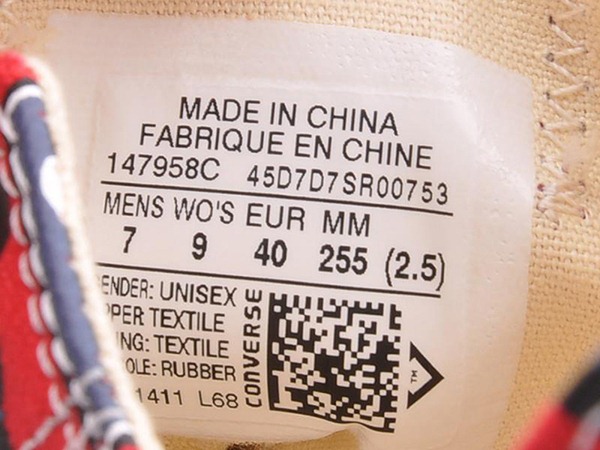 MADE IN CHINA
FABRIQUE EN CHINE
147958C 45D7D7SR00753
MENS WO'S EUR MM
7 9 40 255 (2.5)
ENDER: UNISEX
PPER TEXTILE
ING: TEXTILE
OLE: RUBBER
1411 L68
CONVERSE
TM